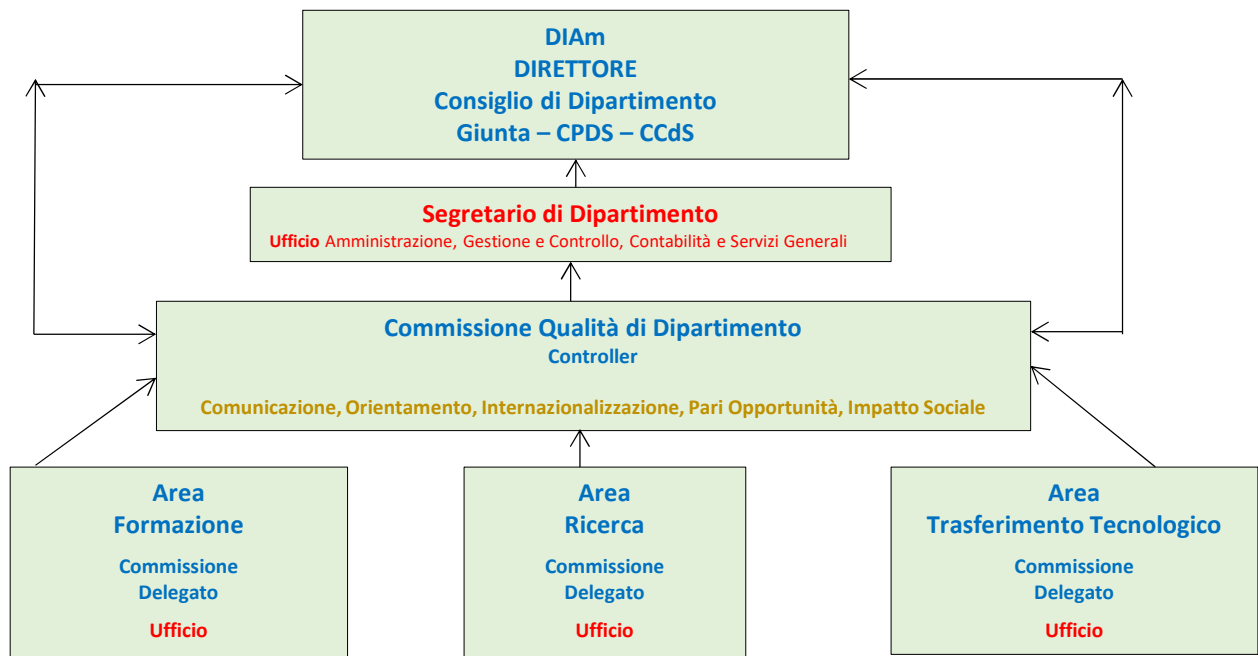 DIAm
DIRETTORE
Consiglio di Dipartimento
Giunta – CPDS – CCdS
Segretario di Dipartimento
Ufficio Amministrazione, Gestione e Controllo, Contabilità e Servizi Generali
Commissione Qualità di Dipartimento
Controller
Comunicazione, Orientamento, Internazionalizzazione, Pari Opportunità, Impatto Sociale
Area
Formazione
Commissione
Delegato
Ufficio
Area
Ricerca
Commissione
Delegato
Ufficio
Area
Trasferimento Tecnologico
Commissione
Delegato
Ufficio